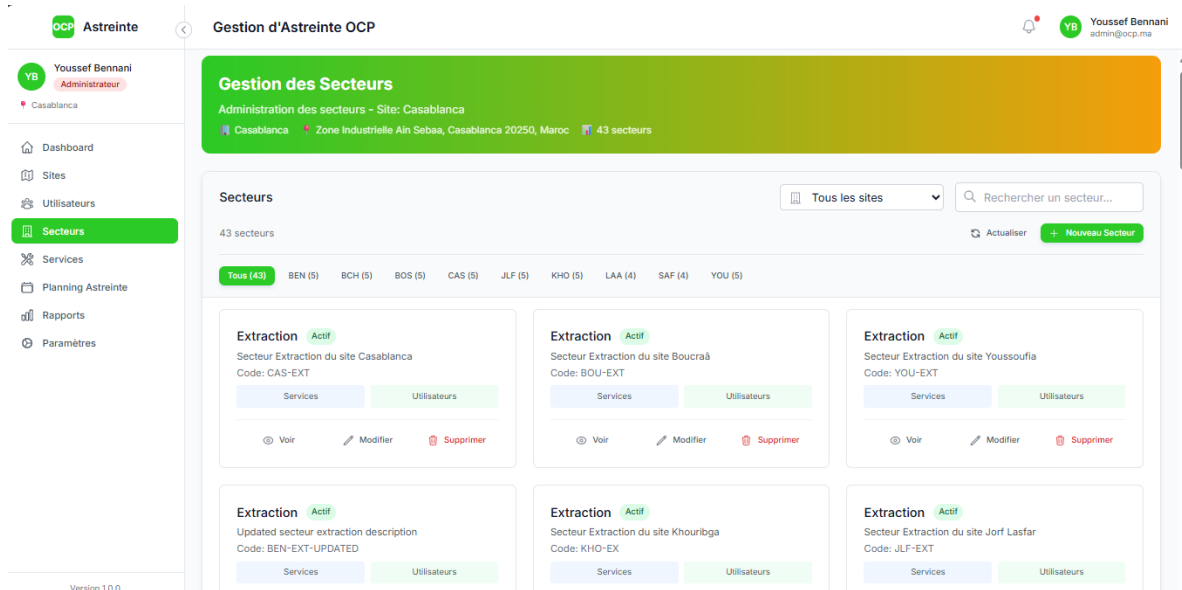 OCP Astreinte
Gestion d'Astreinte OCP
YB Youssef Bennani
admin@ocp.ma
YB Youssef Bennani
Administrateur
Casablanca
Dashboard
Sites
Utilisateurs
Secteurs
Services
Planning Astreinte
Rapports
Paramètres
Version 1.0.0
Gestion des Secteurs
Administration des secteurs - Site: Casablanca
Casablanca Zone Industrielle Ain Sebaa, Casablanca 20250, Maroc 43 secteurs
Secteurs Tous les sites Rechercher un secteur...
43 secteurs Actualiser + Nouveau Secteur
Tous (43) BEN (5) BCH (5) BOS (5) CAS (5) JLF (5) KHO (5) LAA (4) SAF (4) YOU (5)
Extraction Actif
Secteur Extraction du site Casablanca
Code: CAS-EXT
Services Utilisateurs
Voir Modifier Supprimer
Extraction Actif
Secteur Extraction du site Boucraâ
Code: BOU-EXT
Services Utilisateurs
Voir Modifier Supprimer
Extraction Actif
Secteur Extraction du site Youssoufia
Code: YOU-EXT
Services Utilisateurs
Voir Modifier Supprimer
Extraction Actif
Updated secteur extraction description
Code: BEN-EXT-UPDATED
Services Utilisateurs
Extraction Actif
Secteur Extraction du site Khouribga
Code: KHO-EX
Services Utilisateurs
Extraction Actif
Secteur Extraction du site Jorf Lasfar
Code: JLF-EXT
Services Utilisateurs